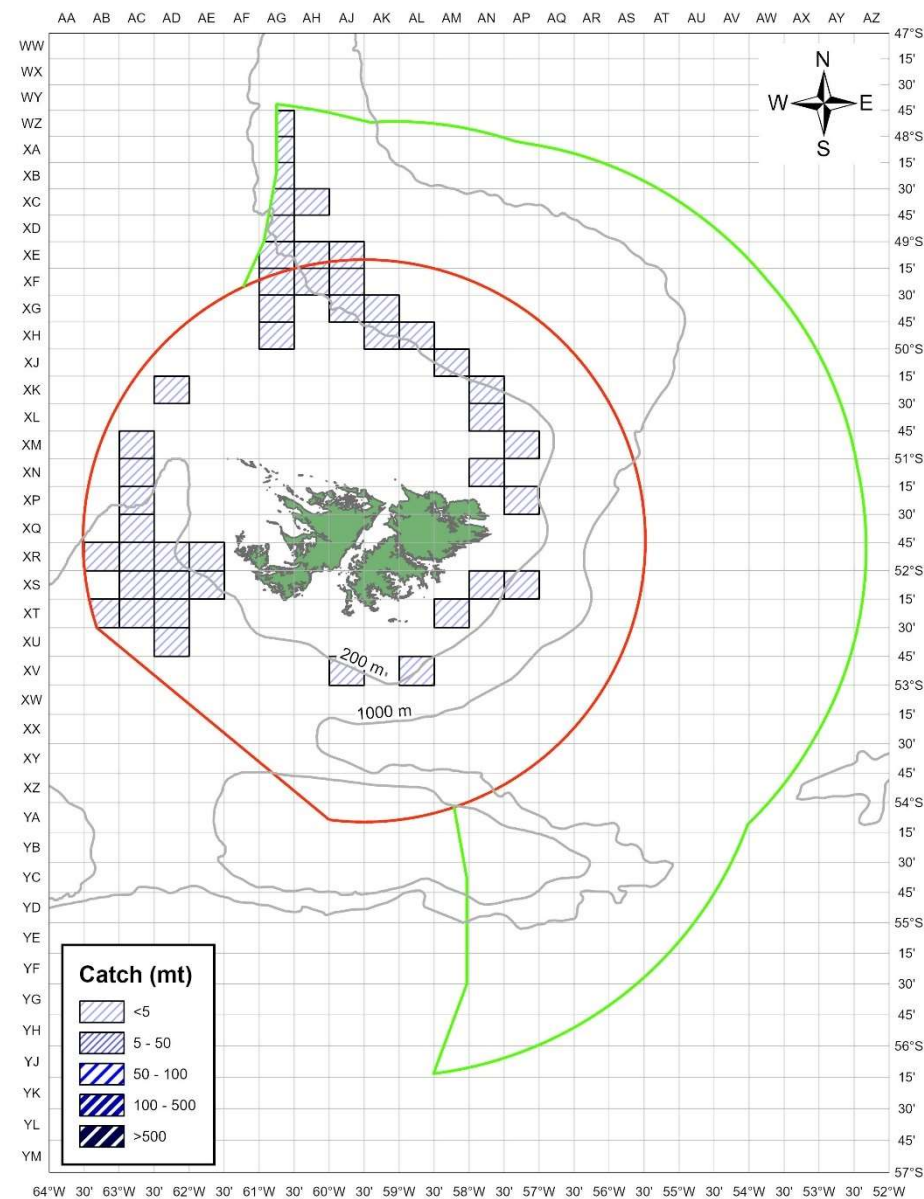 AA AB AC AD AE AF AG AH AJ AK AL AM AN AP AQ AR AS AT AU AV AW AX AY AZ
47°S
WW
15'
WX
30'
WY
45'
WZ
48°S
XA
15'
XB
30'
XC
45'
XD
49°S
XE
15'
XF
30'
XG
45'
XH
50°S
XJ
15'
XK
30'
XL
45'
XM
51°S
XN
15'
XP
30'
XQ
45'
XR
52°S
XS
15'
XT
30'
XU
45'
XV
53°S
XW
15'
XX
30'
XY
45'
XZ
54°S
YA
15'
YB
30'
YC
45'
YD
55°S
YE
15'
YF
30'
YG
45'
YH
56°S
YJ
15'
YK
30'
YL
45'
YM
57°S
N
W E
S
200 m
1000 m
Catch (mt)
<5
5 - 50
50 - 100
100 - 500
>500
64°W 30' 63°W 30' 62°W 30' 61°W 30' 60°W 30' 59°W 30' 58°W 30' 57°W 30' 56°W 30' 55°W 30' 54°W 30' 53°W 30' 52°W